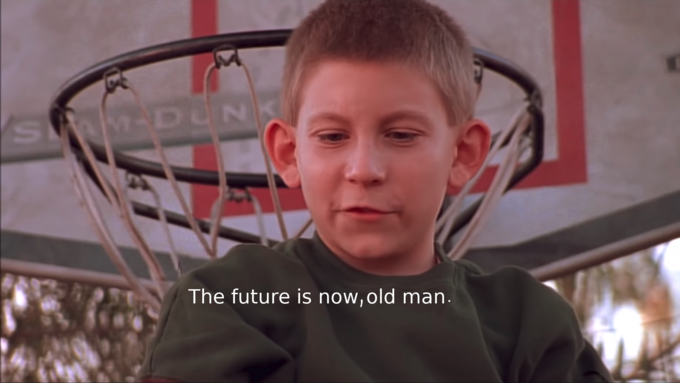 SLAM-DUNK
The future is now,old man.